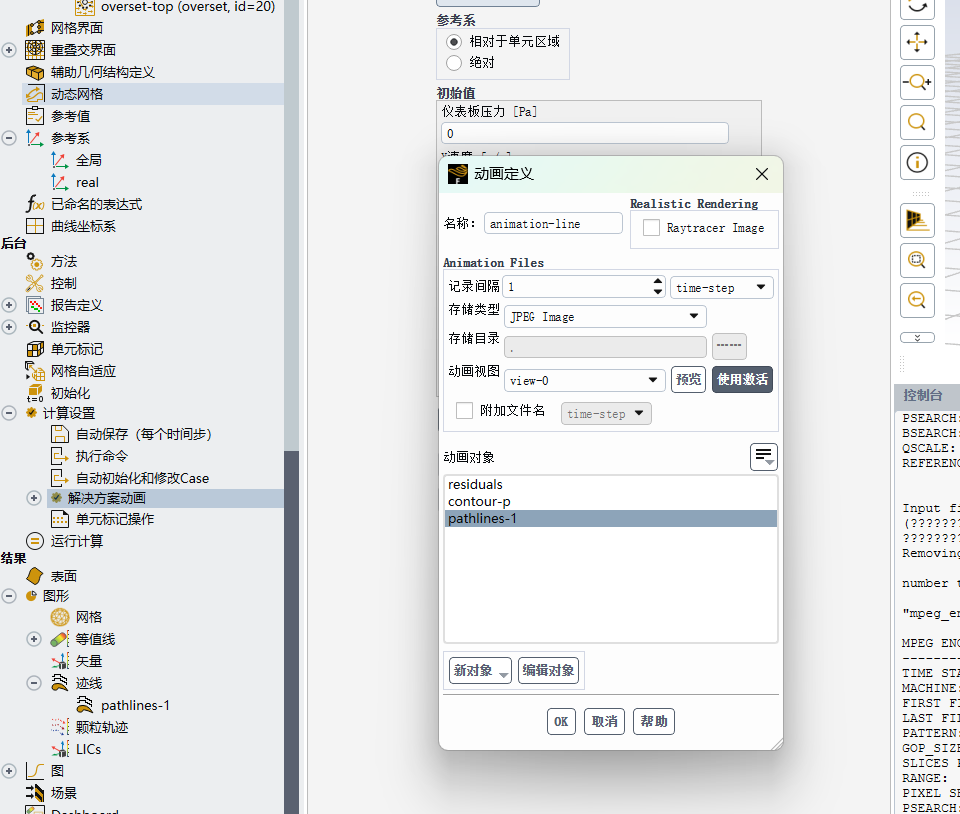 overset-top (overset, id=20)
网格界面
重叠交界面
辅助几何结构定义
动态网格
参考值
参考系
全局
real
已命名的表达式
曲线坐标系
后台
方法
控制
报告定义
监控器
单元标记
网格自适应
t=0 初始化
计算设置
自动保存（每个时间步）
执行命令
自动初始化和修改Case
解决方案动画
单元标记操作
运行计算
结果
表面
图形
网格
等值线
矢量
迹线
pathlines-1
颗粒轨迹
LICs
图
场景
Dashboard
参考系
相对于单元区域
绝对
初始值
仪表板压力 [Pa]
0
动画定义
名称:
animation-line
Realistic Rendering
Raytracer Image
Animation Files
记录间隔
1
time-step
存储类型
JPEG Image
存储目录
.
------
动画视图
view-0
预览
使用激活
附加文件名
time-step
动画对象
residuals
contour-p
pathlines-1
新对象
编辑对象
OK
取消
帮助
控制台
PSEARCH:
BSEARCH:
QSCALE:
REFERENC
Input fi
(???????
????????
Removing
number t
"mpeg_en
MPEG ENC
--------
TIME STA
MACHINE:
FIRST FI
LAST FIL
PATTERN:
GOP_SIZE
SLICES P
RANGE:
PIXEL SE
PSEARCH: